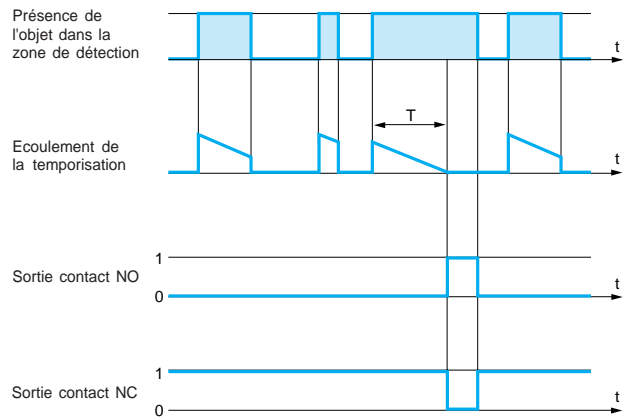 Présence de
l'objet dans la
zone de détection
t
T
Ecoulement de
la temporisation
t
1
Sortie contact NO
0
t
1
Sortie contact NC
0
t